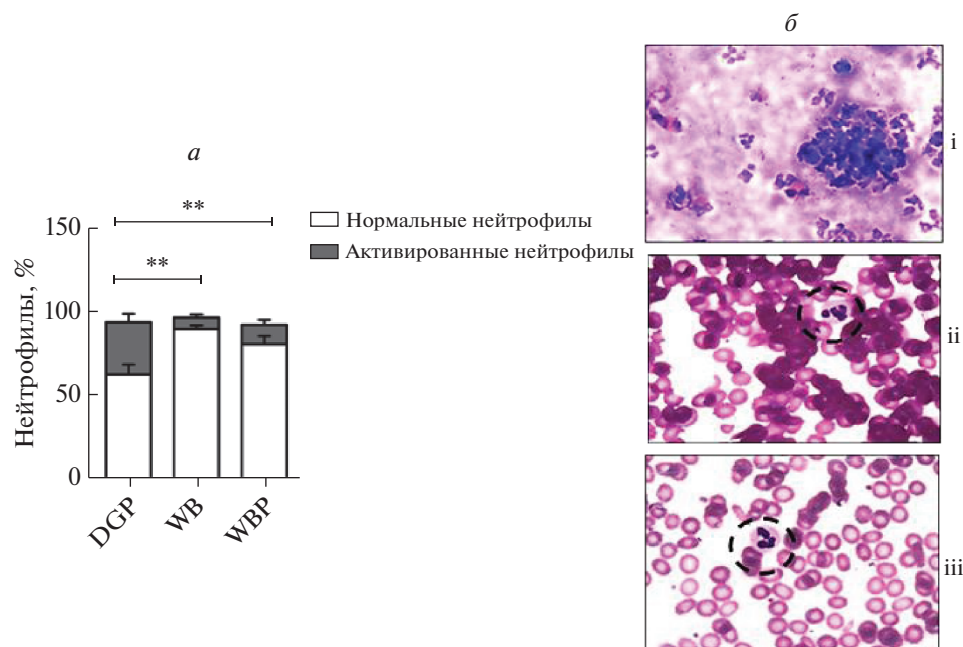 а
Нейтрофилы, %
150
100
50
0
**
**
DGP
WB
WBP
Нормальные нейтрофилы
Активированные нейтрофилы
б
i
ii
iii